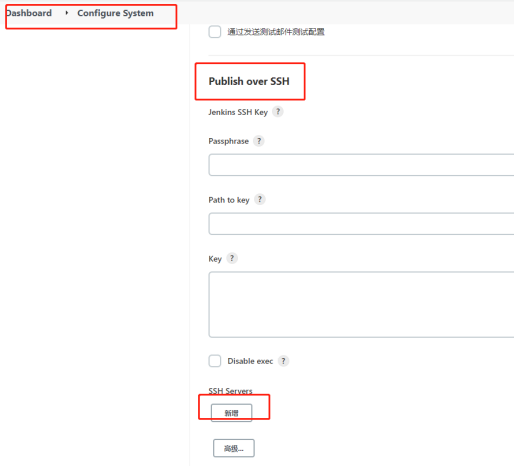 Dashboard Configure System
通过发送测试邮件测试配置
Publish over SSH
Jenkins SSH Key ?
Passphrase ?
Path to key ?
Key ?
Disable exec ?
SSH Servers
新增
高级...